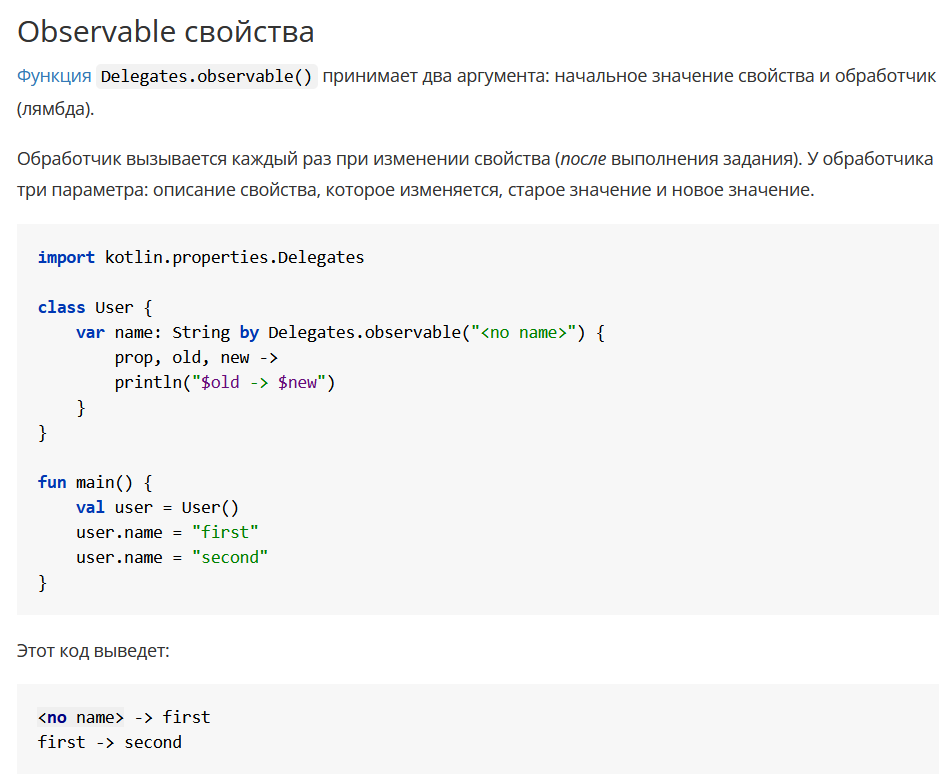 Observable свойства
Функция Delegates.observable() принимает два аргумента: начальное значение свойства и обработчик
(лямбда).
Обработчик вызывается каждый раз при изменении свойства (после выполнения задания). У обработчика
три параметра: описание свойства, которое изменяется, старое значение и новое значение.
import kotlin.properties.Delegates
class User {
    var name: String by Delegates.observable("<no name>") {
        prop, old, new ->
        println("$old -> $new")
    }
}
fun main() {
    val user = User()
    user.name = "first"
    user.name = "second"
}
Этот код выведет:
<no name> -> first
first -> second